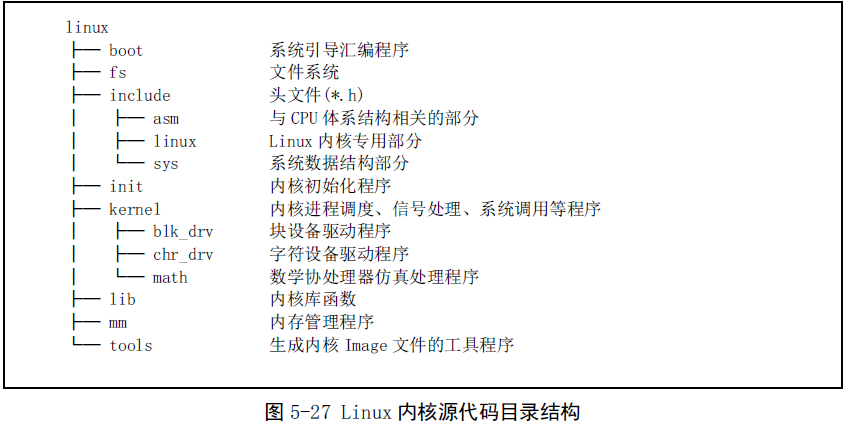 linux
├── boot 系统引导汇编程序
├── fs 文件系统
├── include 头文件(*.h)
│ ├── asm 与 CPU 体系结构相关的部分
│ ├── linux Linux 内核专用部分
│ └── sys 系统数据结构部分
├── init 内核初始化程序
├── kernel 内核进程调度、信号处理、系统调用等程序
│ ├── blk_drv 块设备驱动程序
│ ├── chr_drv 字符设备驱动程序
│ └── math 数学协处理器仿真处理程序
├── lib 内核库函数
├── mm 内存管理程序
└── tools 生成内核 Image 文件的工具程序
图 5-27 Linux 内核源代码目录结构